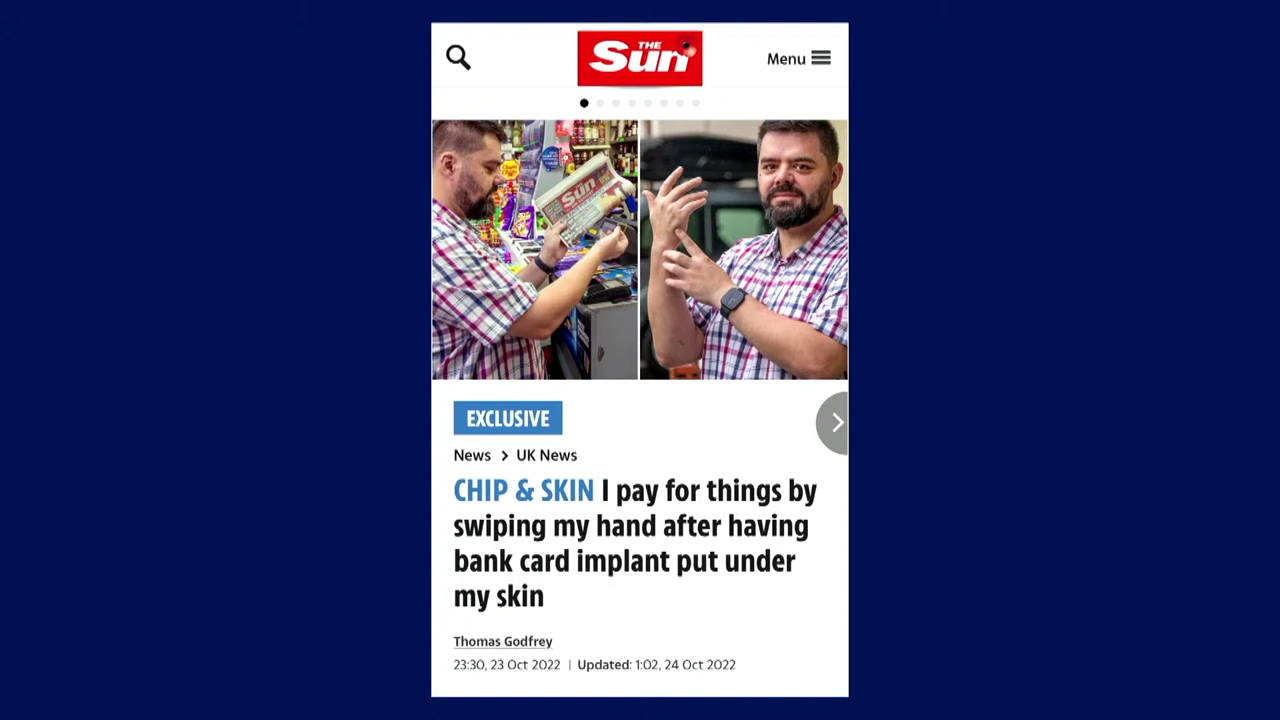 THE
Sun
Menu
Sun
EXCLUSIVE
News > UK News
CHIP & SKIN I pay for things by
swiping my hand after having
bank card implant put under
my skin
Thomas Godfrey
23:30, 23 Oct 2022 | Updated: 1:02, 24 Oct 2022